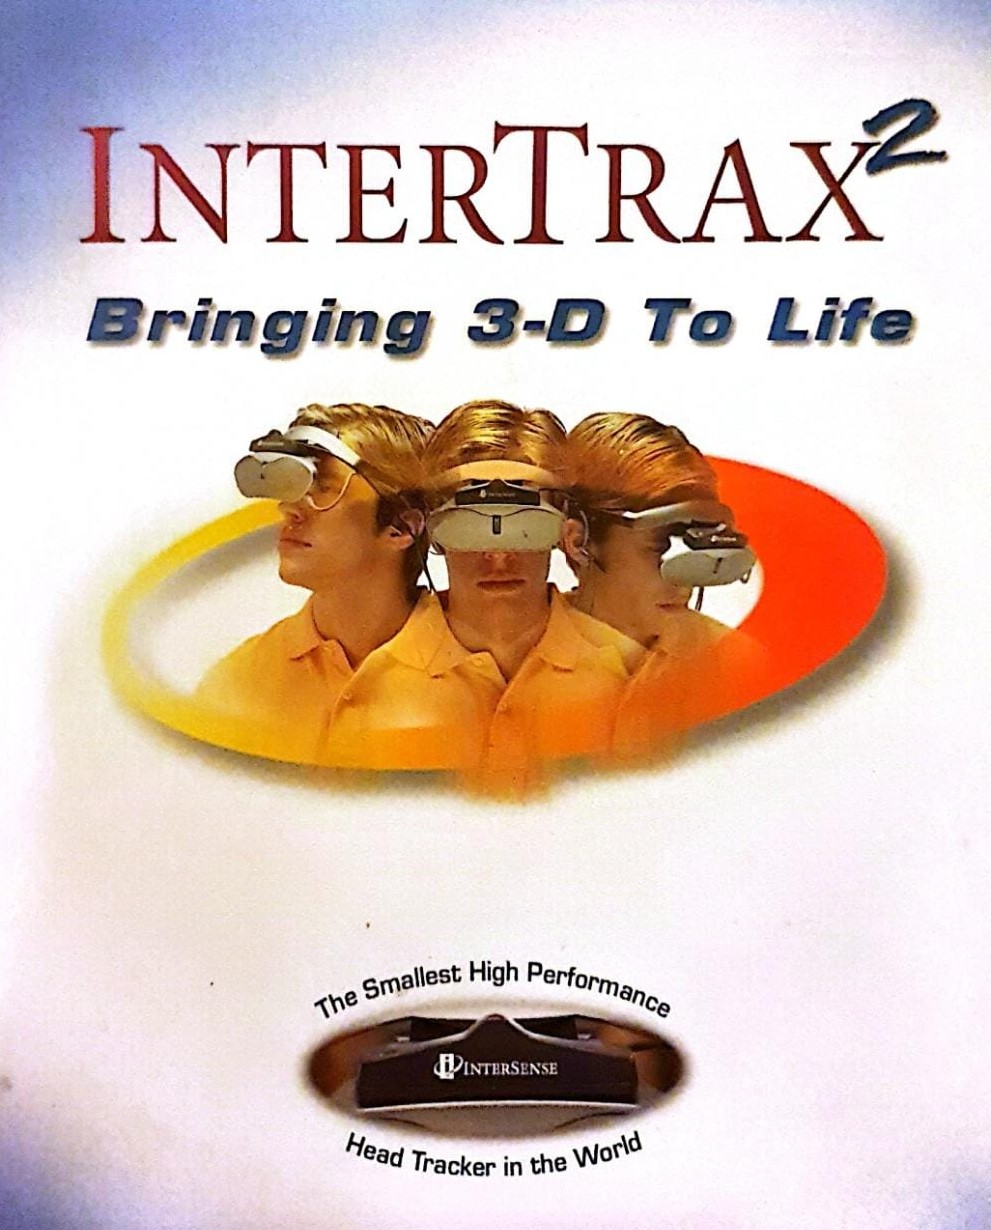 INTERTRAX2
Bringing 3-D To Life
The Smallest High Performance
INTERSENSE
Head Tracker in the World